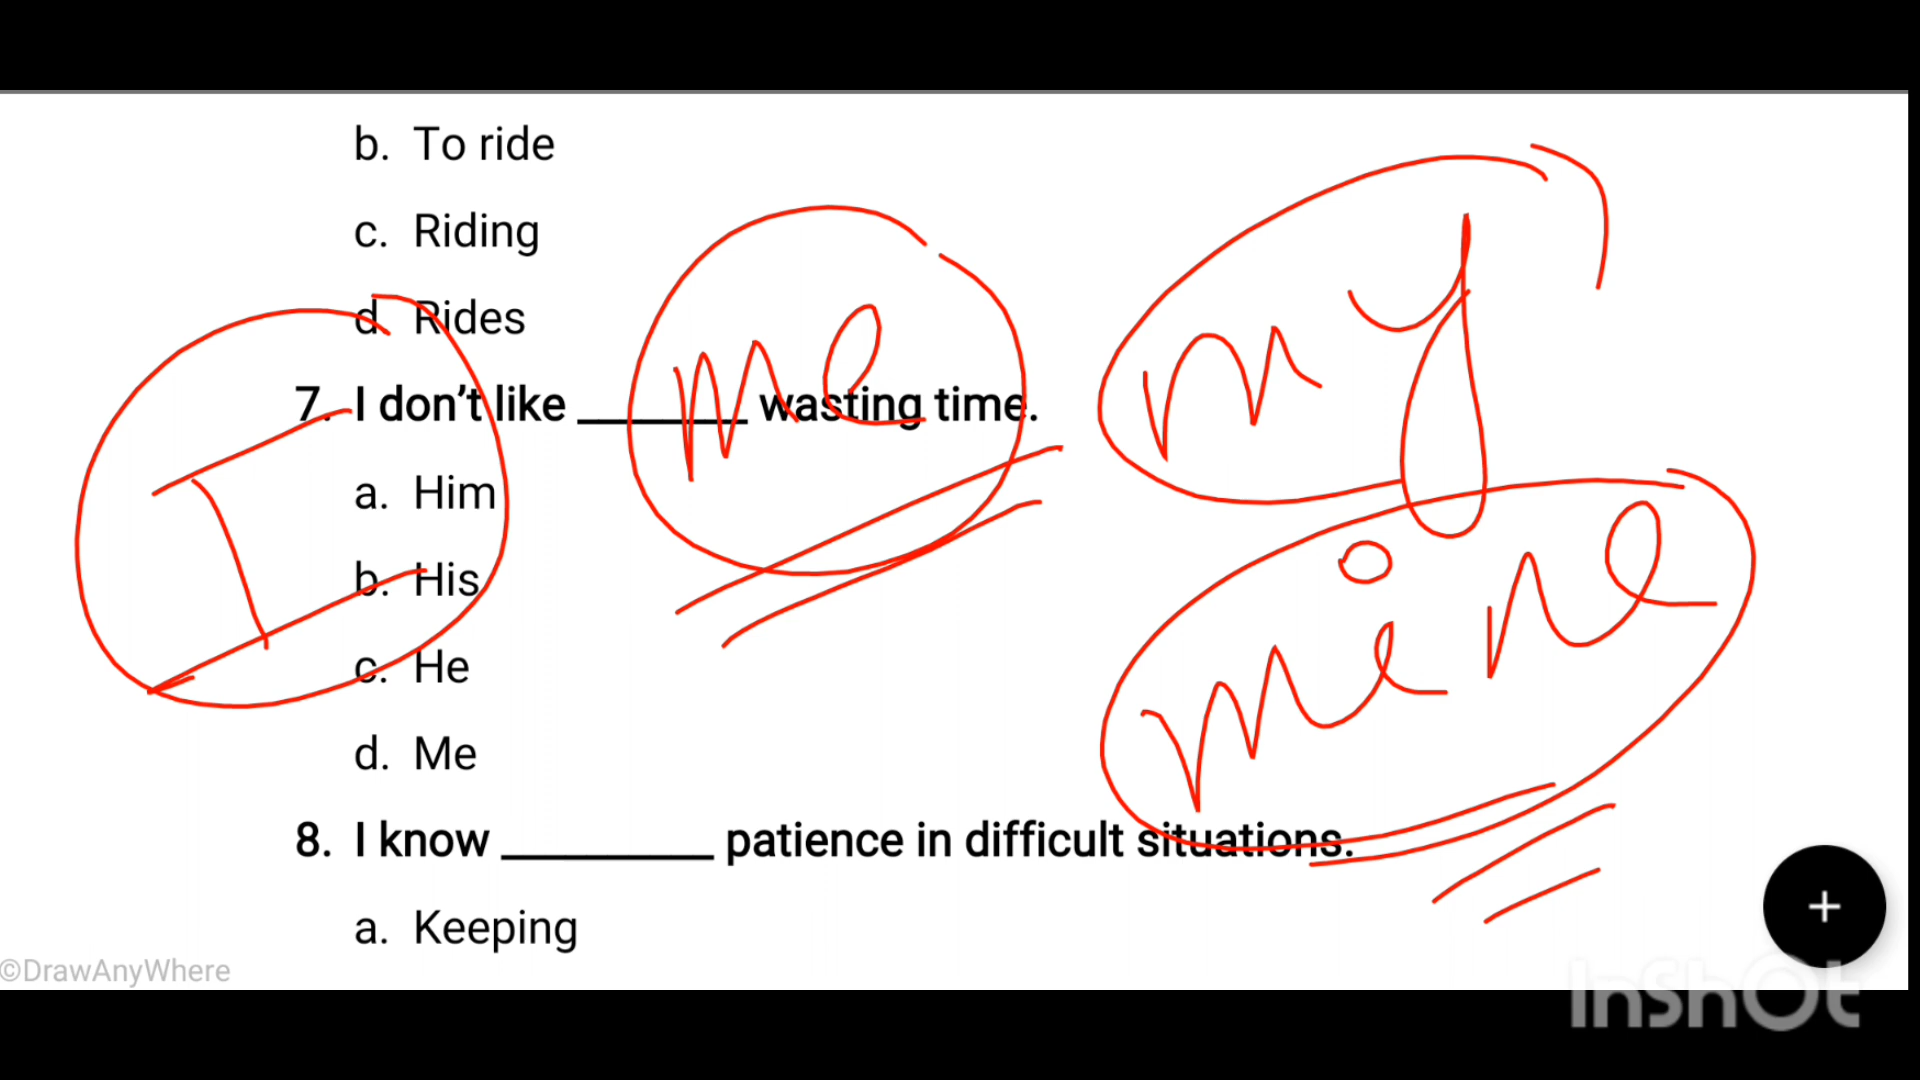 b. To ride
c. Riding
d. Rides
7. I don't like ________ wasting time.
a. Him
b. His
c. He
d. Me
8. I know __________ patience in difficult situations.
a. Keeping
I
me
my
mine
+
©DrawAnyWhere
InShOt